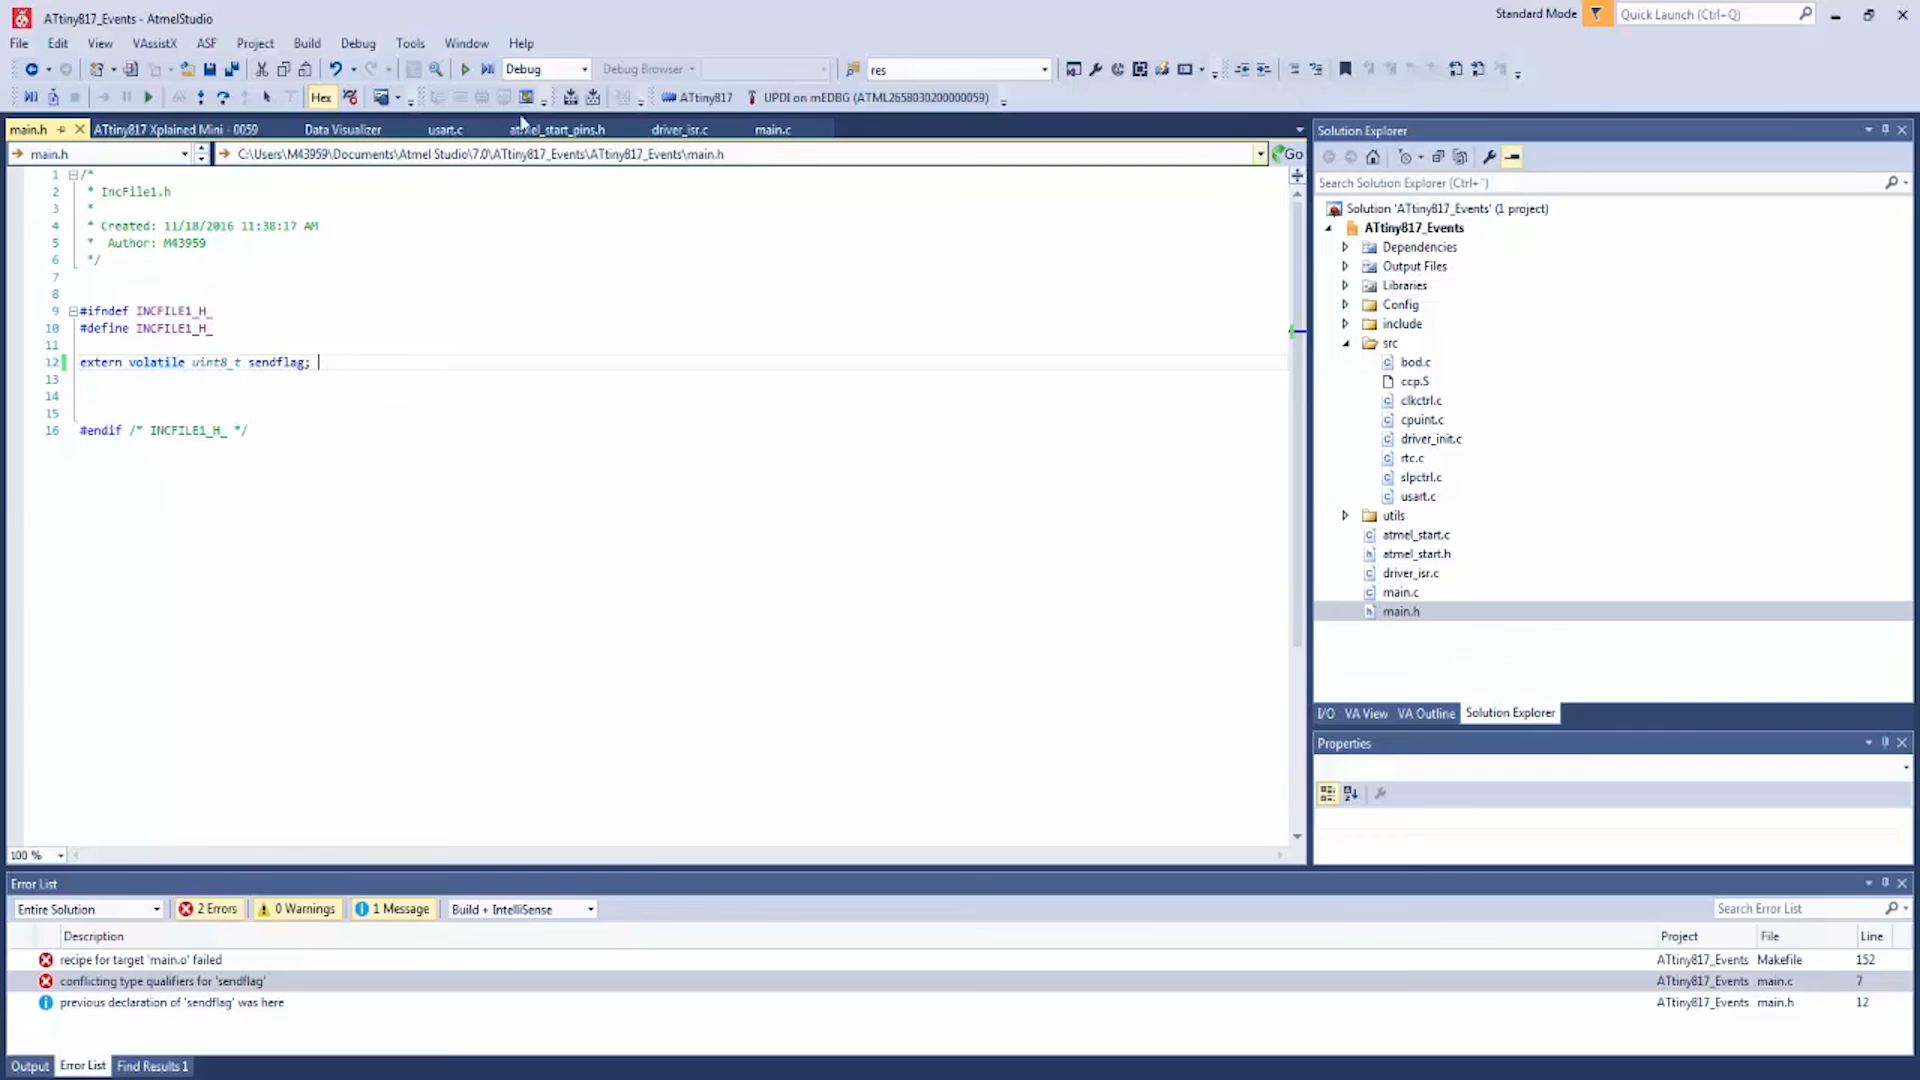 ATtiny817_Events - AtmelStudio
Standard Mode
Quick Launch (Ctrl+Q)
File Edit View VAssistX ASF Project Build Debug Tools Window Help
Debug
Debug Browser
res
Hex
ATtiny817
UPDI on mEDBG (ATML2658030200000059)
main.h
ATtiny817 Xplained Mini - 0059
Data Visualizer
usart.c
atmel_start_pins.h
driver_isr.c
main.c
main.h
C:\Users\M43959\Documents\Atmel Studio\7.0\ATtiny817_Events\ATtiny817_Events\main.h
Go
1 /*
2 * IncFile1.h
3 *
4 * Created: 11/18/2016 11:38:17 AM
5 * Author: M43959
6 */
7
8
9 #ifndef INCFILE1_H_
10 #define INCFILE1_H_
11
12 extern volatile uint8_t sendflag;
13
14
15
16 #endif /* INCFILE1_H_ */
100 %
Solution Explorer
Search Solution Explorer (Ctrl+¨)
Solution 'ATtiny817_Events' (1 project)
ATtiny817_Events
Dependencies
Output Files
Libraries
Config
include
src
bod.c
ccp.S
clkctrl.c
cpuint.c
driver_init.c
rtc.c
slpctrl.c
usart.c
utils
atmel_start.c
atmel_start.h
driver_isr.c
main.c
main.h
I/O VA View VA Outline Solution Explorer
Properties
Error List
Entire Solution
2 Errors
0 Warnings
1 Message
Build + IntelliSense
Search Error List
Description Project File Line
recipe for target 'main.o' failed ATtiny817_Events Makefile 152
conflicting type qualifiers for 'sendflag' ATtiny817_Events main.c 7
previous declaration of 'sendflag' was here ATtiny817_Events main.h 12
Output Error List Find Results 1